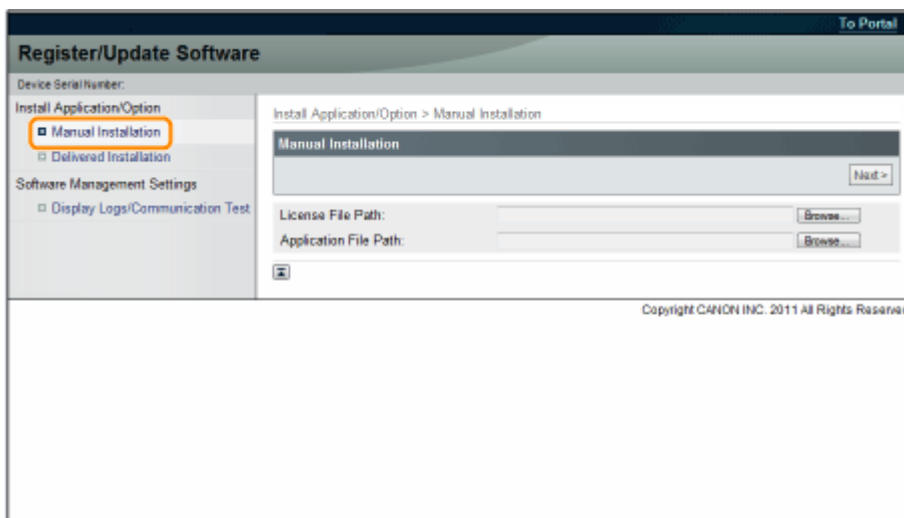 To Portal
Register/Update Software
Device Serial Number:
Install Application/Option
Manual Installation
Delivered Installation
Software Management Settings
Display Logs/Communication Test
Install Application/Option > Manual Installation
Manual Installation
Next >
License File Path:
Browse...
Application File Path:
Browse...
Copyright CANON INC. 2011 All Rights Reserve